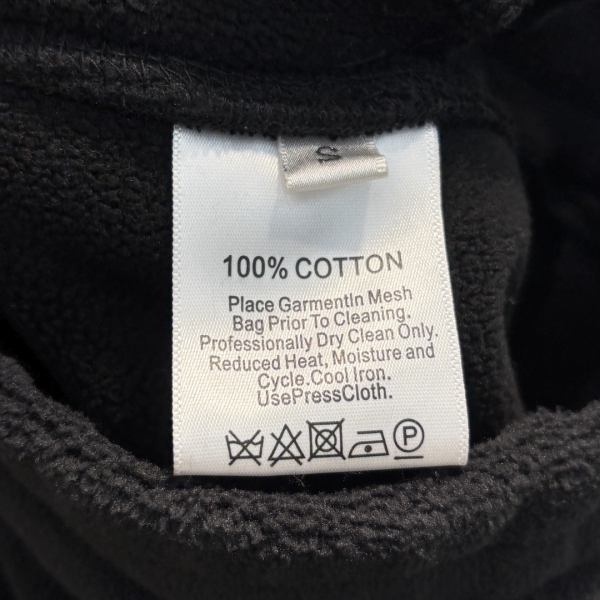 S
100% COTTON
Place GarmentIn Mesh
Bag Prior To Cleaning.
Professionally Dry Clean Only.
Reduced Heat, Moisture and
Cycle.Cool Iron.
UsePressCloth.
P